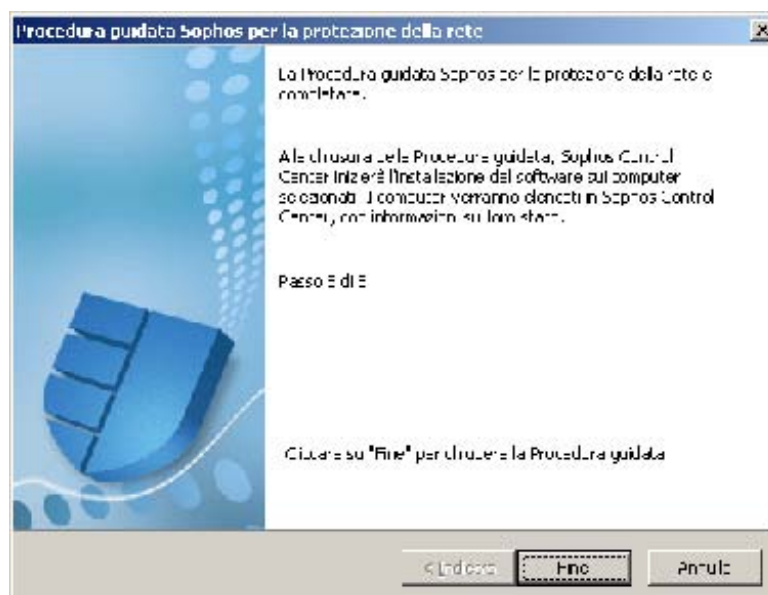 Procedura guidata Sophos per la protezione della rete
La Procedura guidata Sophos per la protezione della rete è
completata.
Alla chiusura della Procedura guidata, Sophos Control
Center inizierà l'installazione del software sui computer
selezionati. I computer verranno elencati in Sophos Control
Center, con informazioni su loro stato.
Passo di
Cliccare su "Fine" per chiudere la Procedura guidata
< Indietro
Fine
Annulla